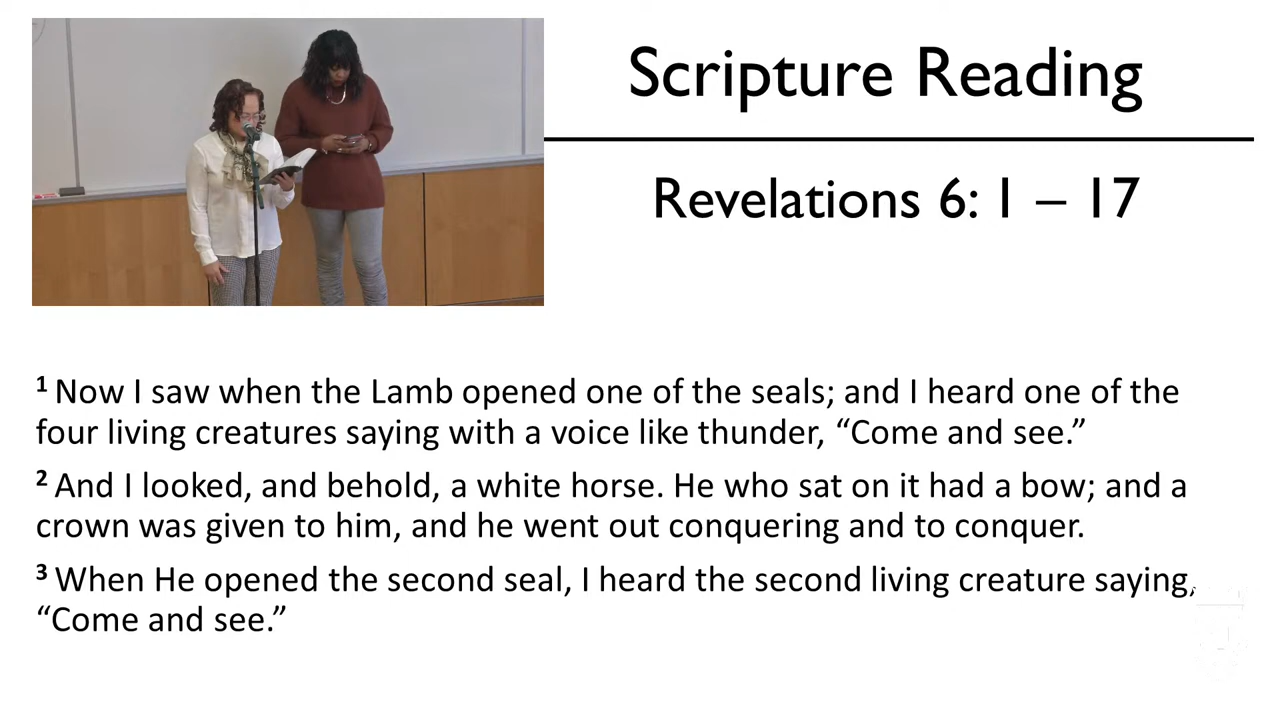 Scripture Reading
Revelations 6: 1 – 17
1 Now I saw when the Lamb opened one of the seals; and I heard one of the
four living creatures saying with a voice like thunder, “Come and see.”
2 And I looked, and behold, a white horse. He who sat on it had a bow; and a
crown was given to him, and he went out conquering and to conquer.
3 When He opened the second seal, I heard the second living creature saying,
“Come and see.”